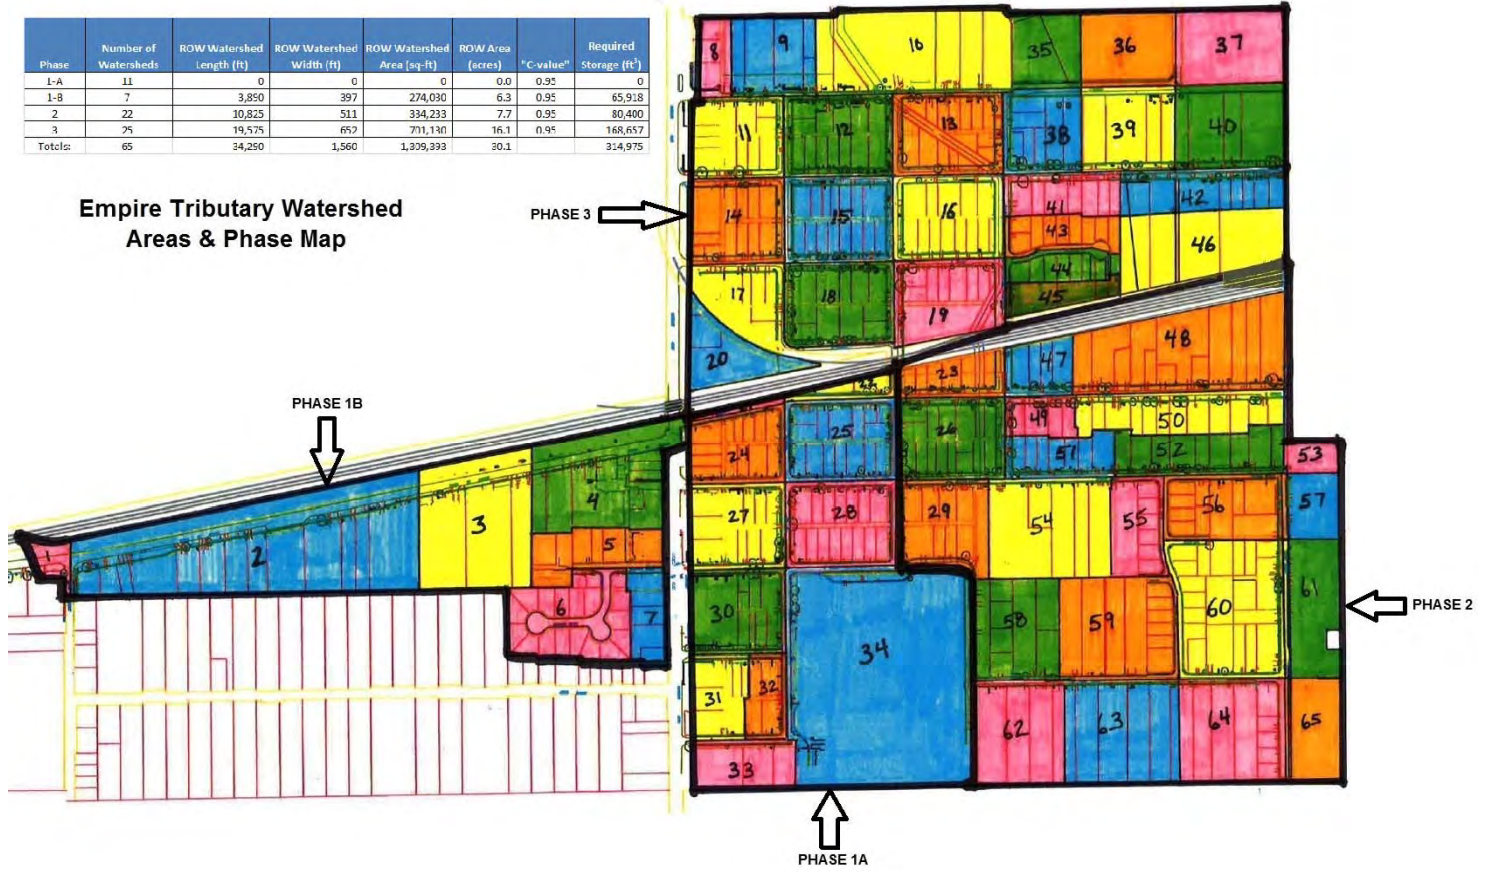 Phase Number of Watersheds ROW Watershed Length (ft) ROW Watershed Width (ft) ROW Watershed Area (sq-ft) ROW Area (acres) "C-value" Required Storage (ft³)
1-A 11 0 0 0 0.0 0.95 0
1-B 7 3,890 397 274,030 6.3 0.95 65,918
2 22 10,825 511 334,233 7.7 0.95 80,400
3 25 19,575 652 701,130 16.1 0.95 168,657
Totals: 65 34,290 1,560 1,309,393 30.1 314,975
Empire Tributary Watershed
Areas & Phase Map
PHASE 3
PHASE 1B
PHASE 2
PHASE 1A
8 9 10 35 36 37
11 12 13 38 39 40
14 15 16 41 42
43 46
17 18 19 44
45
20 47 48
22 23
24 25 26 49 50
51 52 53
27 28 29 54 55 56 57
1 2 3 4
5
6 7
30 34 58 59 60 61
31 32
33 62 63 64 65